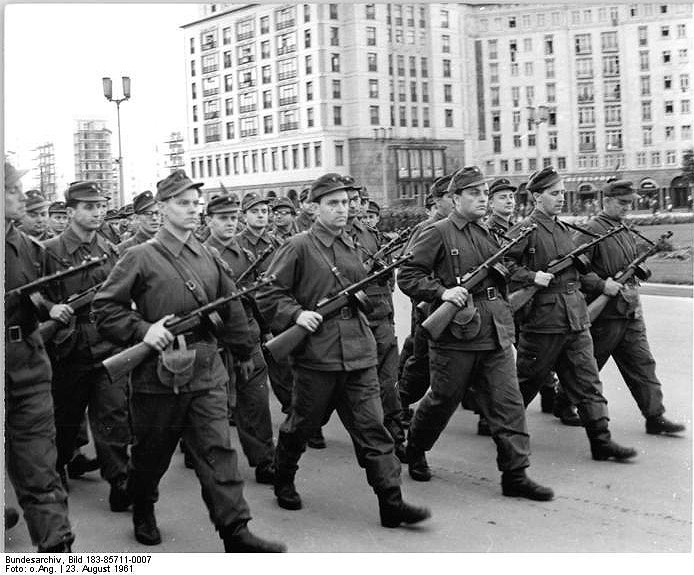 Bundesarchiv, Bild 183-85711-0007
Foto: o.Ang. | 23. August 1961